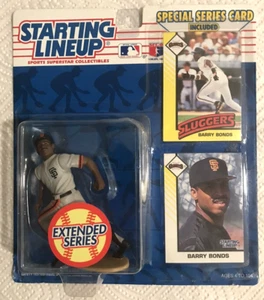 STARTING
LINEUP
SPORTS SUPERSTAR COLLECTIBLES
SPECIAL SERIES CARD
INCLUDED
SLUGGERS
BARRY BONDS
EXTENDED
SERIES
BARRY BONDS